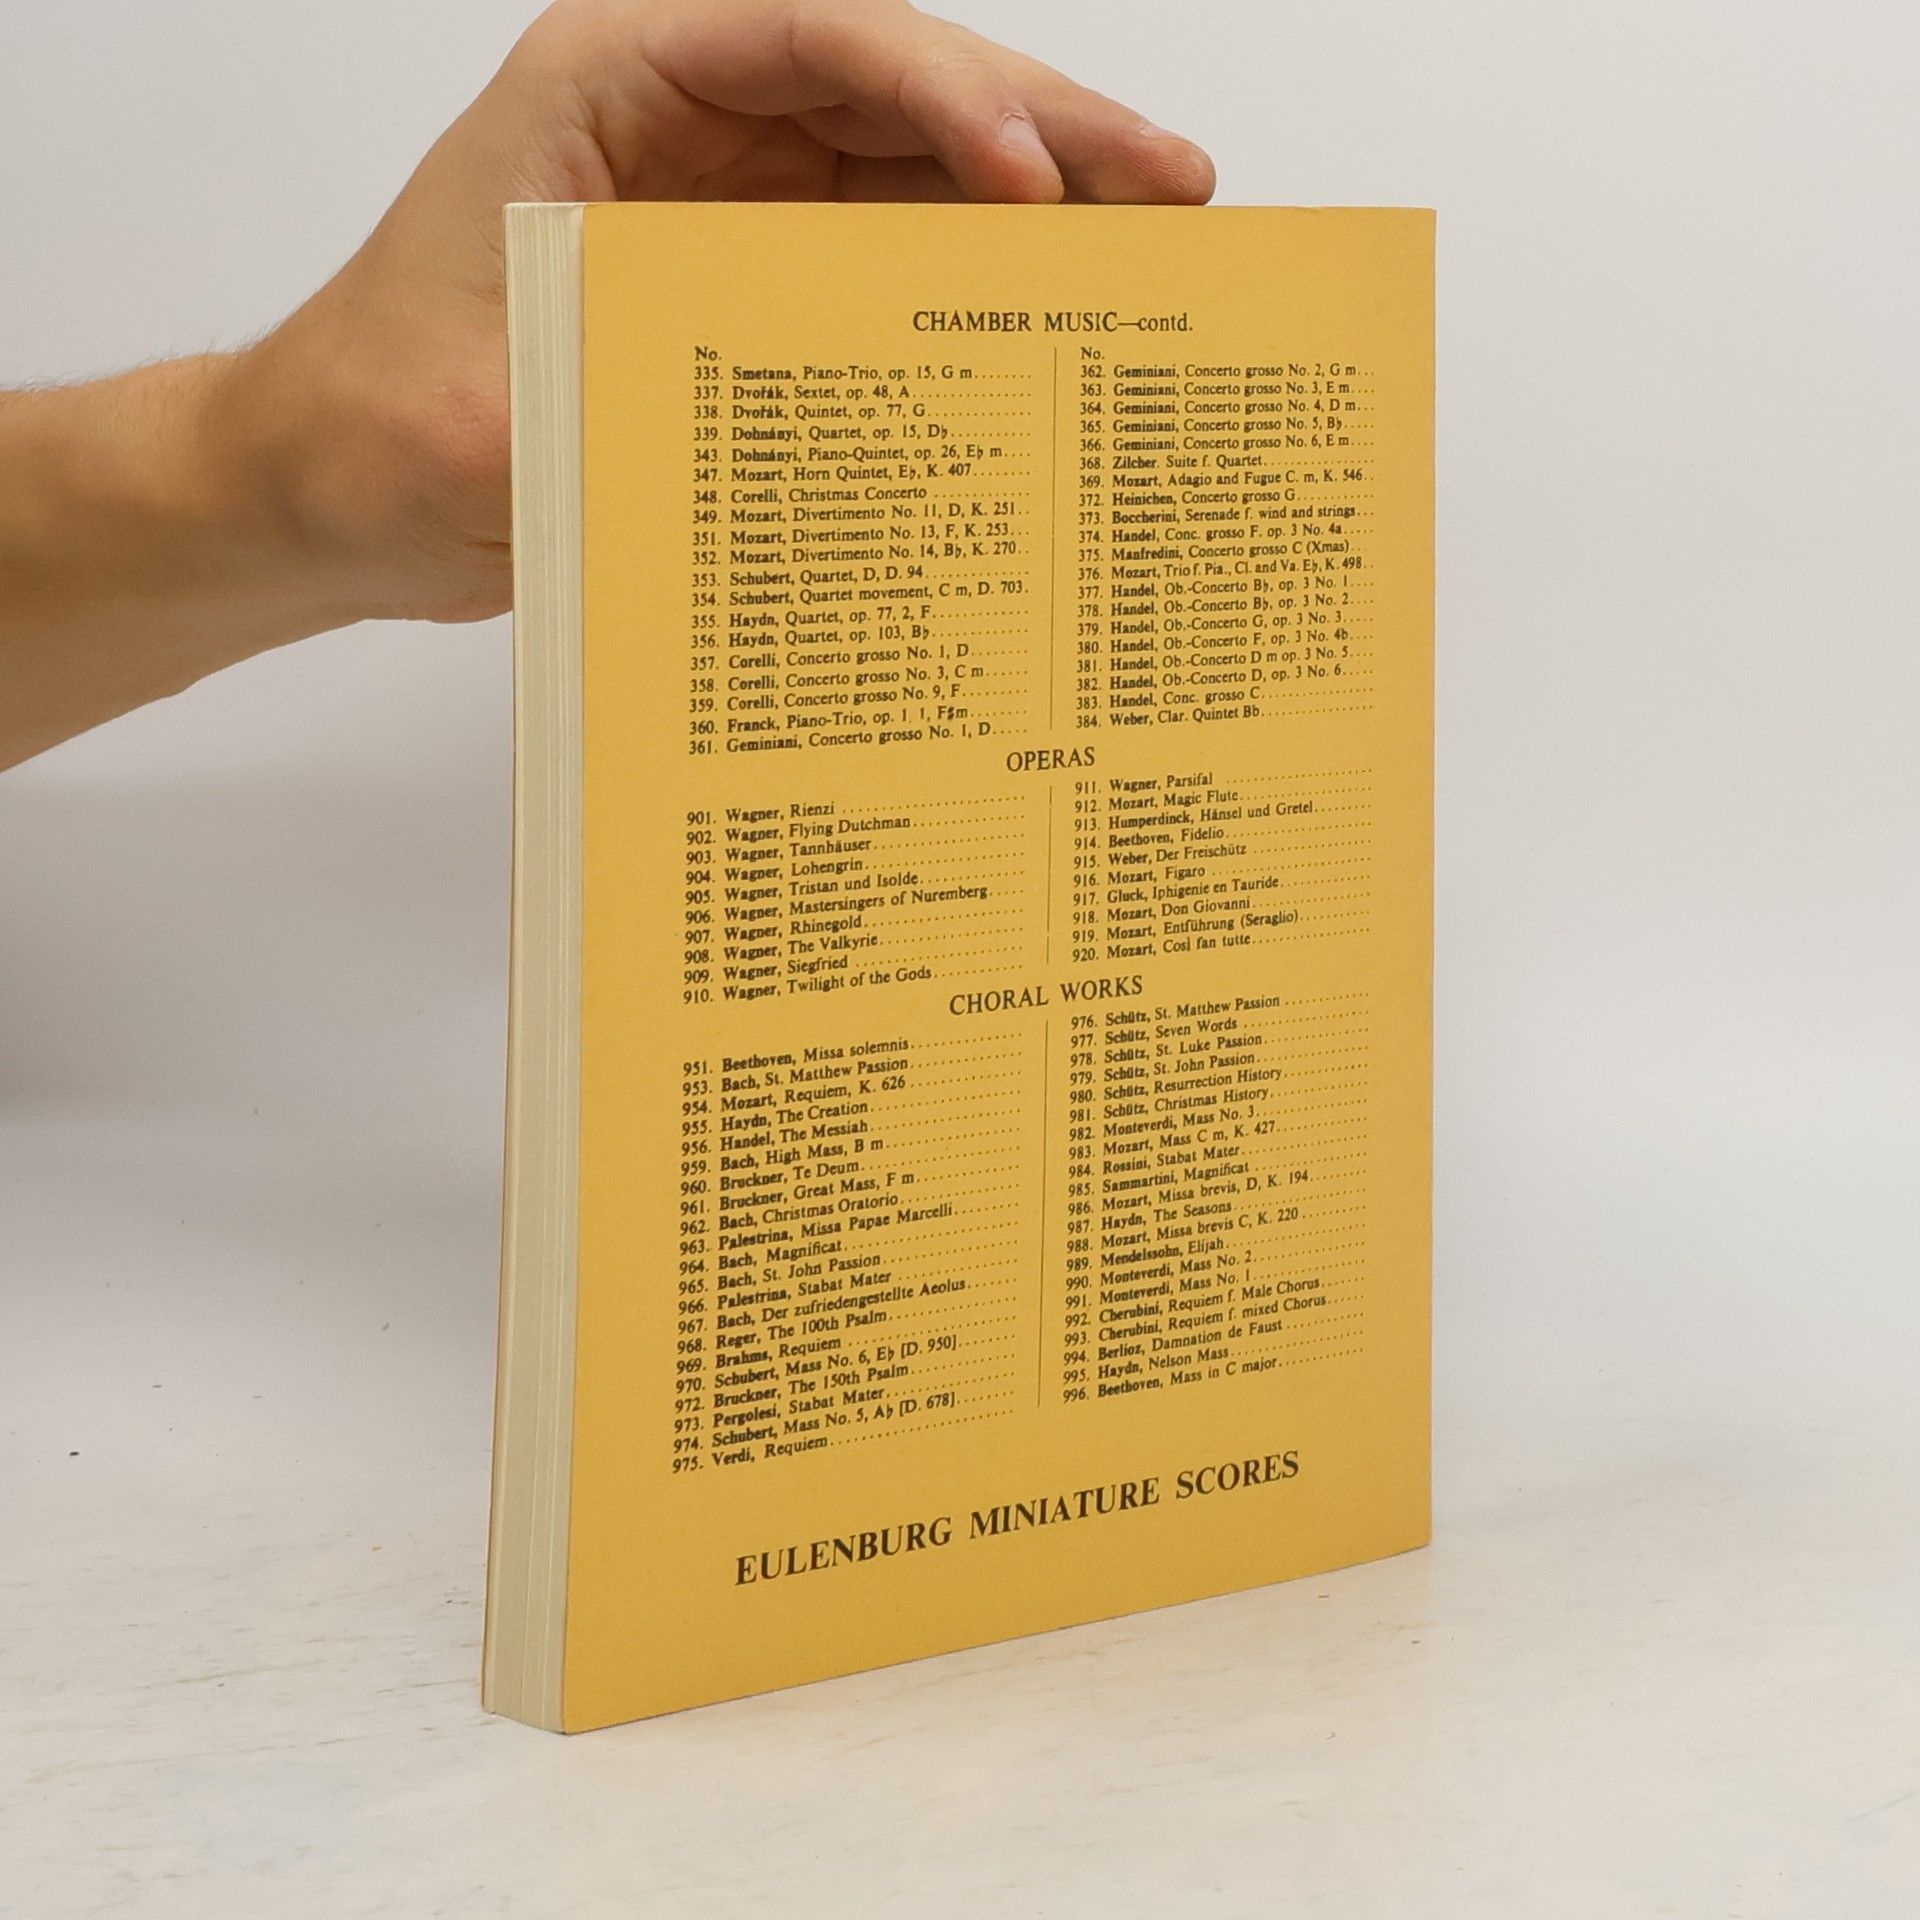 CHAMBER MUSIC—contd.
No.
335. Smetana, Piano-Trio, op. 15, G m........
337. Dvořák, Sextet, op. 48, A..............
338. Dvořák, Quintet, op. 77, G.............
339. Dohnányi, Quartet, op. 15, D♭..........
343. Dohnányi, Piano-Quintet, op. 26, E♭ m....
347. Mozart, Horn Quintet, E♭, K. 407........
348. Corelli, Christmas Concerto .............
349. Mozart, Divertimento No. 11, D, K. 251..
351. Mozart, Divertimento No. 13, F, K. 253...
352. Mozart, Divertimento No. 14, B♭, K. 270..
353. Schubert, Quartet, D, D. 94..............
354. Schubert, Quartet movement, C m, D. 703.
355. Haydn, Quartet, op. 77, 2, F.............
356. Haydn, Quartet, op. 103, B♭.............
357. Corelli, Concerto grosso No. 1, D........
358. Corelli, Concerto grosso No. 3, C m......
359. Corelli, Concerto grosso No. 9, F.........
360. Franck, Piano-Trio, op. 1, 1, F♯m........
361. Geminiani, Concerto grosso No. 1, D.....
No.
362. Geminiani, Concerto grosso No. 2, G m...
363. Geminiani, Concerto grosso No. 3, E m....
364. Geminiani, Concerto grosso No. 4, D m...
365. Geminiani, Concerto grosso No. 5, B♭.....
366. Geminiani, Concerto grosso No. 6, E m....
368. Zilcher. Suite f. Quartet................
369. Mozart, Adagio and Fugue C. m, K. 546..
372. Heinichen, Concerto grosso G...........
373. Boccherini, Serenade f. wind and strings...
374. Handel, Conc. grosso F. op. 3 No. 4a.....
375. Manfredini, Concerto grosso C (Xmas)...
376. Mozart, Trio f. Pia., Cl. and Va. E♭, K. 498..
377. Handel, Ob.-Concerto B♭, op. 3 No. 1....
378. Handel, Ob.-Concerto B♭, op. 3 No. 2....
379. Handel, Ob.-Concerto G, op. 3 No. 3.....
380. Handel, Ob.-Concerto F, op. 3 No. 4b....
381. Handel, Ob.-Concerto D m op. 3 No. 5....
382. Handel, Ob.-Concerto D, op. 3 No. 6.....
383. Handel, Conc. grosso C................
384. Weber, Clar. Quintet Bb................
OPERAS
901. Wagner, Rienzi ........................
902. Wagner, Flying Dutchman..............
903. Wagner, Tannhäuser...................
904. Wagner, Lohengrin....................
905. Wagner, Tristan und Isolde.............
906. Wagner, Mastersingers of Nuremberg.....
907. Wagner, Rhinegold....................
908. Wagner, The Valkyrie..................
909. Wagner, Siegfried .....................
910. Wagner, Twilight of the Gods...........
911. Wagner, Parsifal .....................
912. Mozart, Magic Flute..................
913. Humperdinck, Hänsel und Gretel........
914. Beethoven, Fidelio....................
915. Weber, Der Freischütz ................
916. Mozart, Figaro .......................
917. Gluck, Iphigenie en Tauride.............
918. Mozart, Don Giovanni.................
919. Mozart, Entführung (Seraglio)..........
920. Mozart, Così fan tutte.................
CHORAL WORKS
951. Beethoven, Missa solemnis..............
953. Bach, St. Matthew Passion..............
954. Mozart, Requiem, K. 626 ..............
955. Haydn, The Creation...................
956. Handel, The Messiah...................
959. Bach, High Mass, B m.................
960. Bruckner, Te Deum....................
961. Bruckner, Great Mass, F m.............
962. Bach, Christmas Oratorio...............
963. Palestrina, Missa Papae Marcelli.........
964. Bach, Magnificat......................
965. Bach, St. John Passion.................
966. Palestrina, Stabat Mater ...............
967. Bach, Der zufriedengestellte Aeolus.......
968. Reger, The 100th Psalm................
969. Brahms, Requiem .....................
970. Schubert, Mass No. 6, E♭ [D. 950]........
972. Bruckner, The 150th Psalm.............
973. Pergolesi, Stabat Mater................
974. Schubert, Mass No. 5, A♭ [D. 678]........
975. Verdi, Requiem.......................
976. Schütz, St. Matthew Passion ...........
977. Schütz, Seven Words .................
978. Schütz, St. Luke Passion...............
979. Schütz, St. John Passion...............
980. Schütz, Resurrection History............
981. Schütz, Christmas History..............
982. Monteverdi, Mass No. 3...............
983. Mozart, Mass C m, K. 427.............
984. Rossini, Stabat Mater..................
985. Sammartini, Magnificat ...............
986. Mozart, Missa brevis, D, K. 194.........
987. Haydn, The Seasons...................
988. Mozart, Missa brevis C, K. 220 ..........
989. Mendelssohn, Elijah...................
990. Monteverdi, Mass No. 2................
991. Monteverdi, Mass No. 1................
992. Cherubini, Requiem f. Male Chorus......
993. Cherubini, Requiem f. mixed Chorus......
994. Berlioz, Damnation de Faust ............
995. Haydn, Nelson Mass...................
996. Beethoven, Mass in C major.............
EULENBURG MINIATURE SCORES